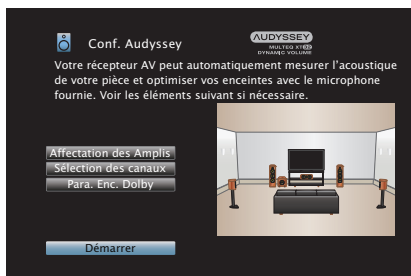 Conf. Audyssey
AUDYSSEY
MULTEQ XT32
DYNAMIC VOLUME
Votre récepteur AV peut automatiquement mesurer l'acoustique
de votre pièce et optimiser vos enceintes avec le microphone
fournie. Voir les éléments suivant si nécessaire.
Affectation des Amplis
Sélection des canaux
Para. Enc. Dolby
Démarrer